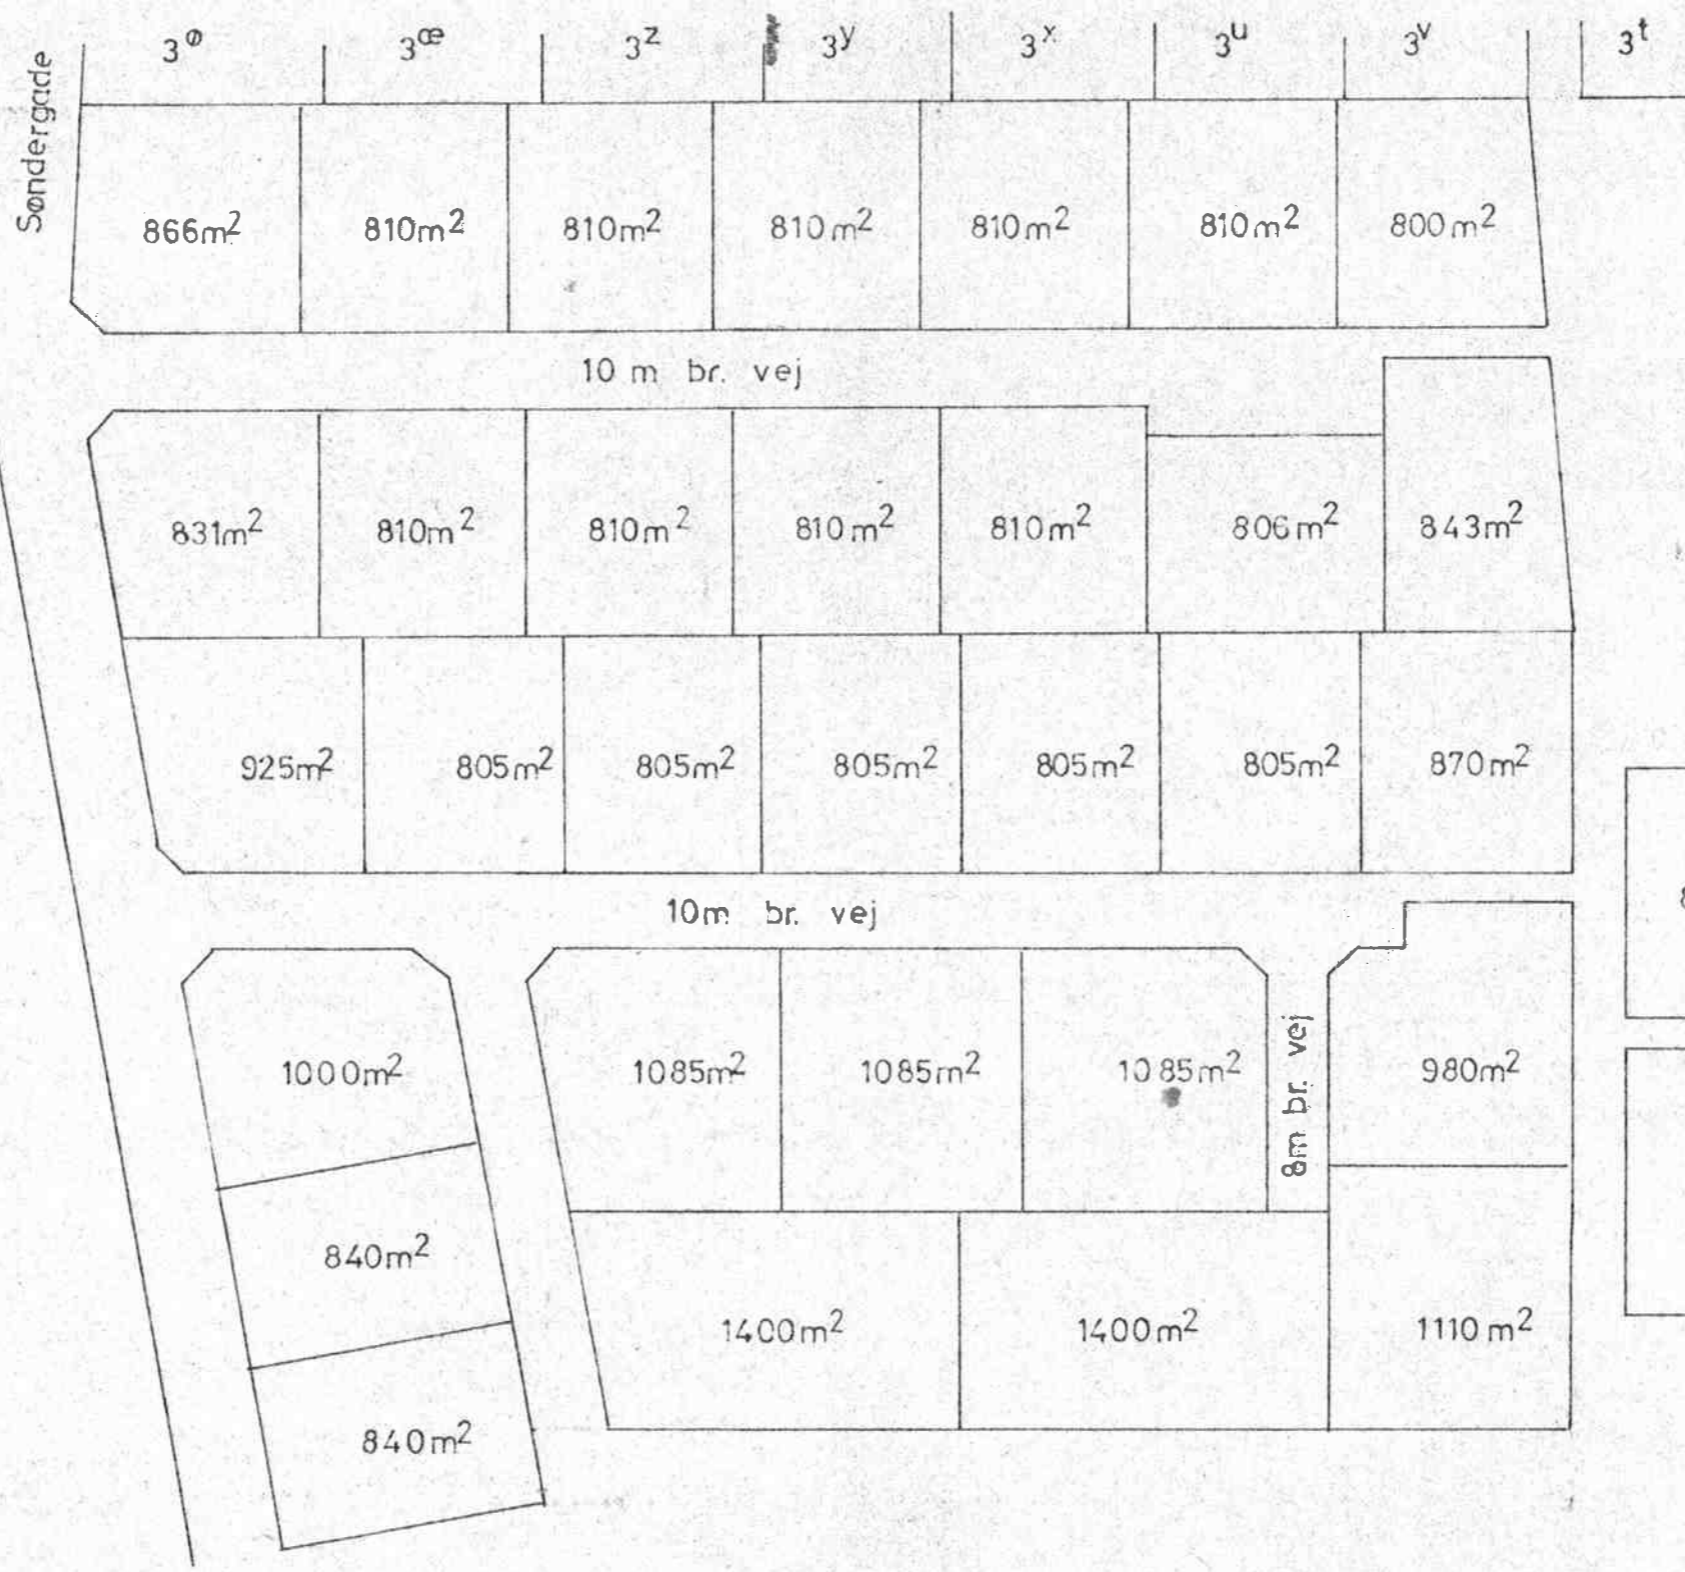 3ø 3œ 3z 3y 3x 3u 3v 3t
Søndergade
866m² 810m² 810m² 810m² 810m² 810m² 800m²
10 m br. vej
831m² 810m² 810m² 810m² 810m² 806m² 843m²
925m² 805m² 805m² 805m² 805m² 805m² 870m²
10m br. vej
1000m² 1085m² 1085m² 1085m² 980m²
8m br. vej
840m²
1400m² 1400m² 1110m²
840m²